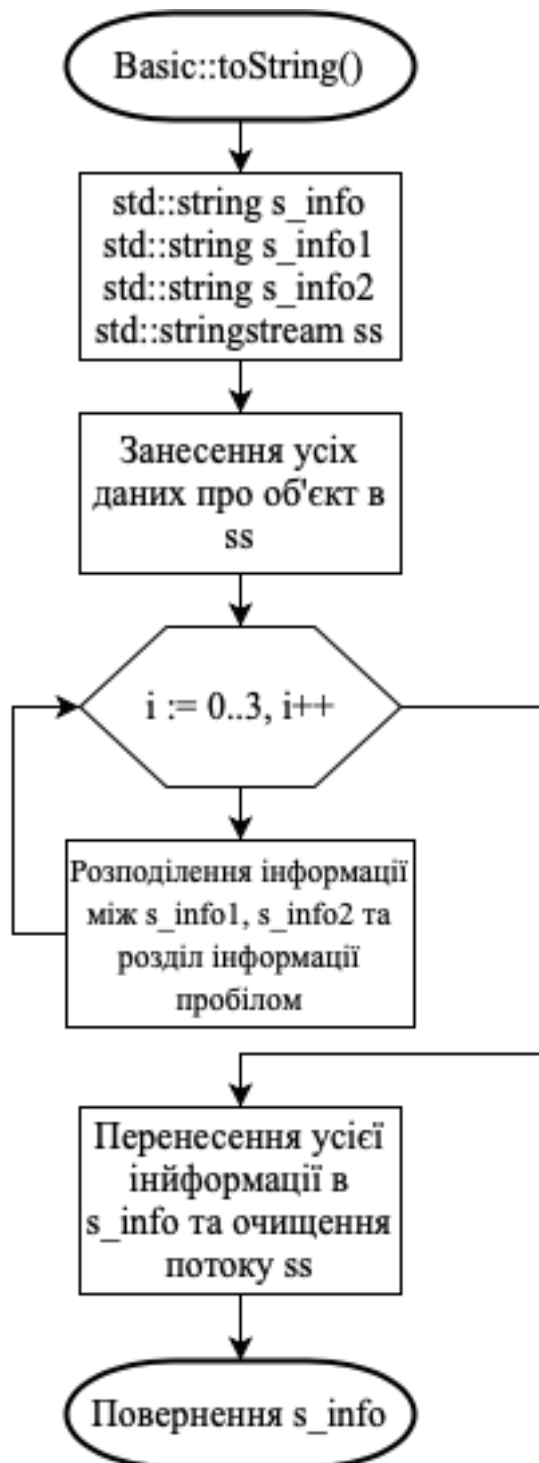 Basic::toString()
std::string s_info
std::string s_info1
std::string s_info2
std::stringstream ss
Занесення усіх
даних про об'єкт в
ss
i := 0..3, i++
Розподілення інформації
між s_info1, s_info2 та
розділ інформації
пробілом
Перенесення усієї
інйформації в
s_info та очищення
потоку ss
Повернення s_info